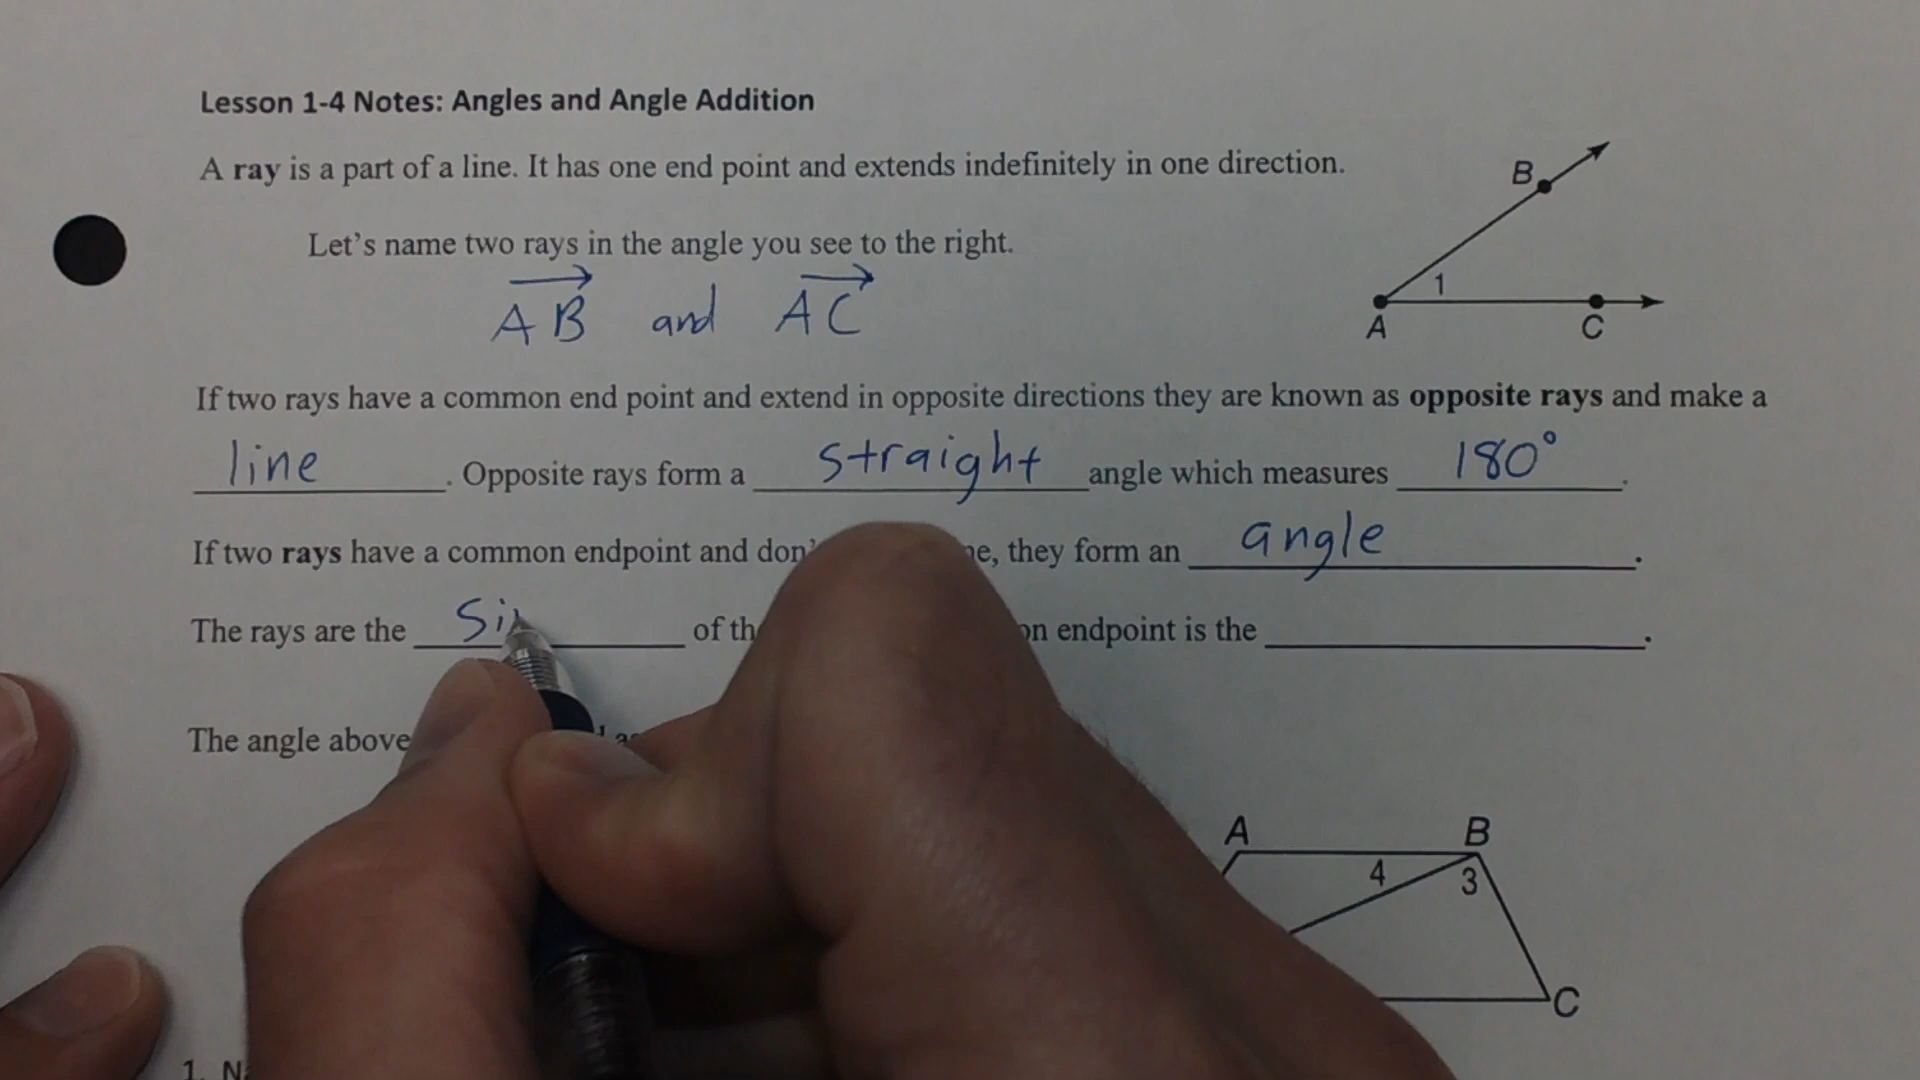 Lesson 1-4 Notes: Angles and Angle Addition
A ray is a part of a line. It has one end point and extends indefinitely in one direction.
B
Let's name two rays in the angle you see to the right.
AB and AC
1
A
C
If two rays have a common end point and extend in opposite directions they are known as opposite rays and make a
line. Opposite rays form a straight angle which measures 180°.
If two rays have a common endpoint and don' they form an angle.
The rays are the of endpoint is the
The angle above
A
B
4
3
C
1.